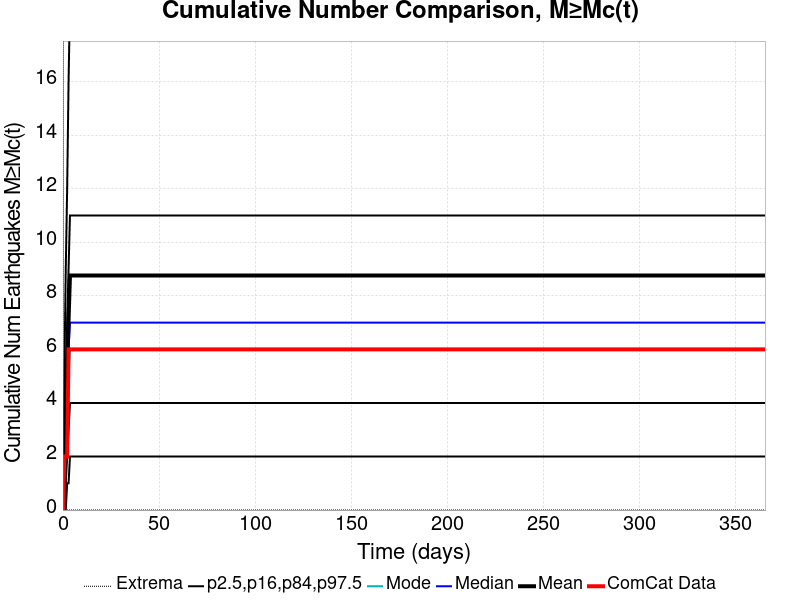 Cumulative Number Comparison, M≥Mc(t)
Cumulative Num Earthquakes M≥Mc(t)
16
14
12
10
8
6
4
2
0
0 50 100 150 200 250 300 350
Time (days)
Extrema p2.5,p16,p84,p97.5 Mode Median Mean ComCat Data